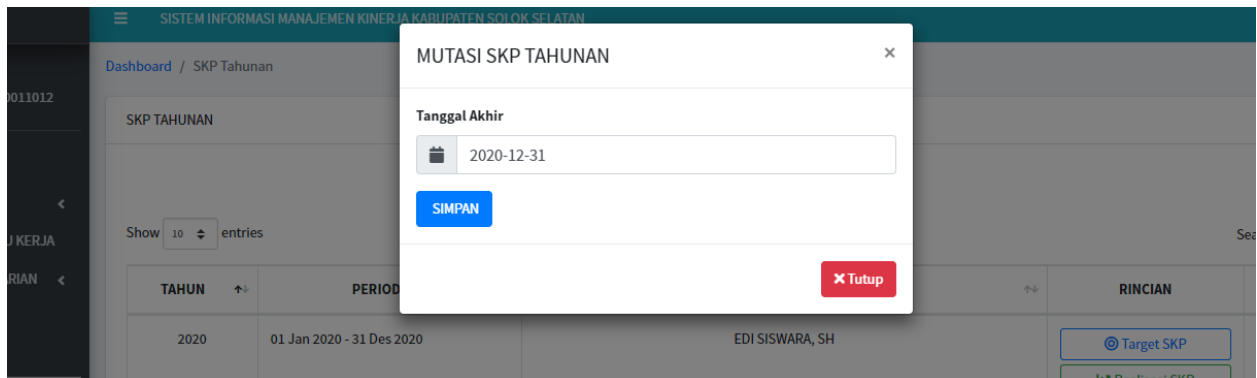 SISTEM INFORMASI MANAJEMEN KINERJA KABUPATEN SOLOK SELATAN
MUTASI SKP TAHUNAN
×
Dashboard / SKP Tahunan
0011012
SKP TAHUNAN
Tanggal Akhir
2020-12-31
SIMPAN
Show 10 entries
U KERJA
Sea
RIAN
Tutup
TAHUN
PERIOD
RINCIAN
2020
01 Jan 2020 - 31 Des 2020
EDI SISWARA, SH
Target SKP